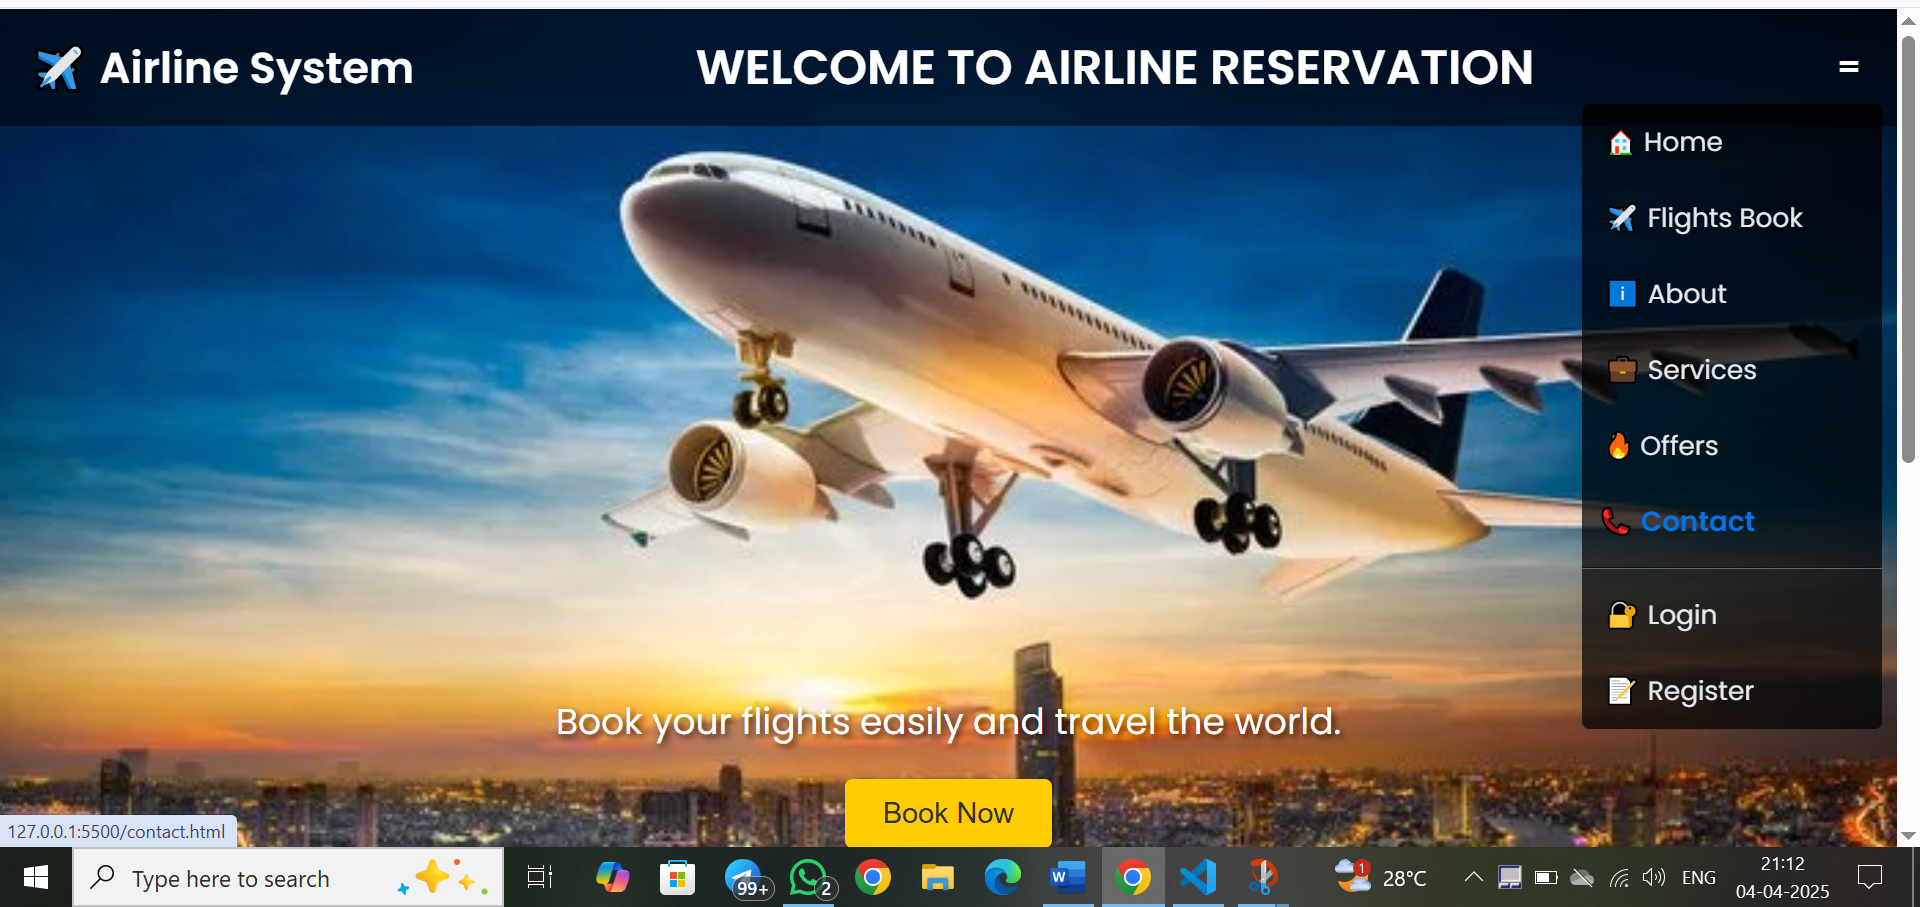 Airline System
WELCOME TO AIRLINE RESERVATION
Home
Flights Book
About
Services
Offers
Contact
Login
Register
Book your flights easily and travel the world.
Book Now
127.0.0.1:5500/contact.html
Type here to search
99+
2
1
28°C
ENG
21:12
04-04-2025